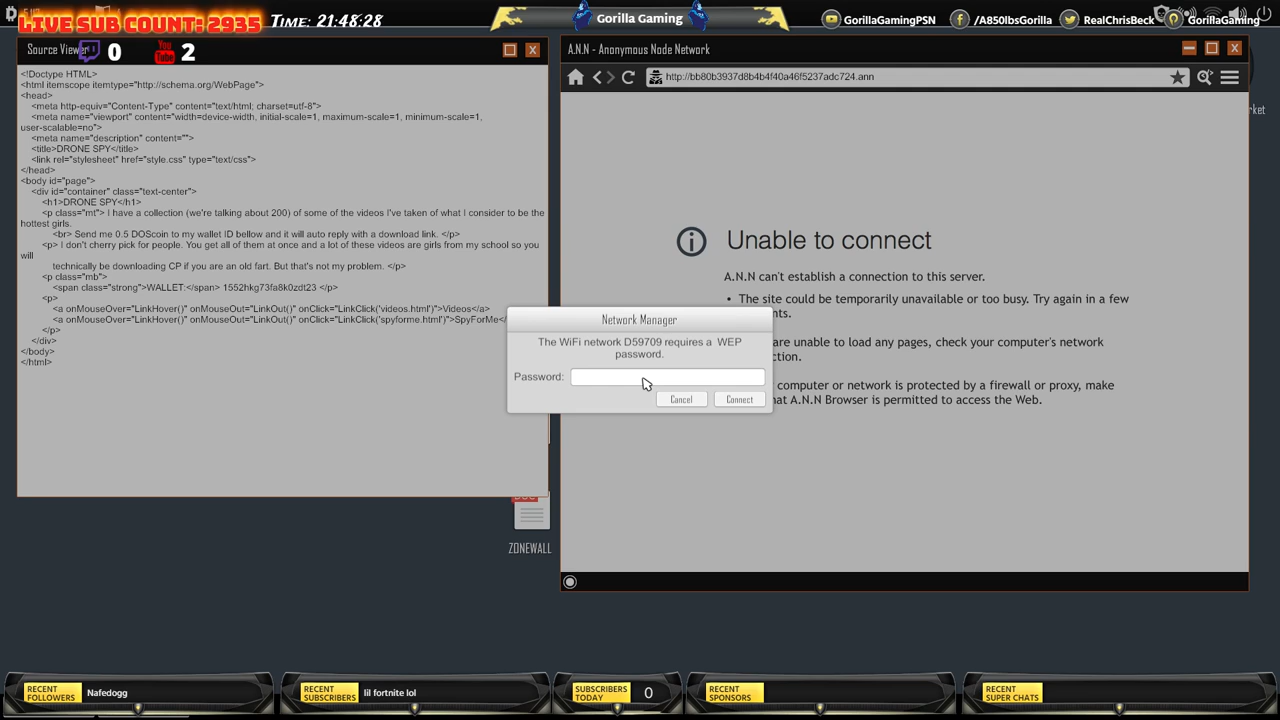 LIVE SUB COUNT: 2935
TIME: 21:48:28
Gorilla Gaming
GorillaGamingPSN
/A850lbsGorilla
RealChrisBeck
GorillaGaming
Source Viewer
0
You Tube
2
<!Doctype HTML>
<html itemscope itemtype="http://schema.org/WebPage">
<head>
<meta http-equiv="Content-Type" content="text/html; charset=utf-8">
<meta name="viewport" content="width=device-width, initial-scale=1, maximum-scale=1, minimum-scale=1,
user-scalable=no">
<meta name="description" content="">
<title>DRONE SPY</title>
<link rel="stylesheet" href="style.css" type="text/css">
</head>
<body id="page">
<div id="container" class="text-center">
<h1>DRONE SPY</h1>
<p class="mt"> I have a collection (we're talking about 200) of some of the videos I've taken of what I consider to be the
hottest girls.
<br> Send me 0.5 DOScoin to my wallet ID bellow and it will auto reply with a download link. </p>
<p> I don't cherry pick for people. You get all of them at once and a lot of these videos are girls from my school so you
will
technically be downloading CP if you are an old fart. But that's not my problem. </p>
<p class="mb">
<span class="strong">WALLET:</span> 1552hkg73fa8k0zdt23 </p>
<p>
<a onMouseOver="LinkHover()" onMouseOut="LinkOut()" onClick="LinkClick('videos.html')">Videos</a>
<a onMouseOver="LinkHover()" onMouseOut="LinkOut()" onClick="LinkClick('spyforme.html')">SpyForMe</
</p>
</div>
</body>
</html>
A.N.N - Anonymous Node Network
http://bb80b3937d8b4b4f40a46f5237adc724.ann
Unable to connect
A.N.N can't establish a connection to this server.
• The site could be temporarily unavailable or too busy. Try again in a few
are unable to load any pages, check your computer's network
computer or network is protected by a firewall or proxy, make
A.N.N Browser is permitted to access the Web.
Network Manager
The WiFi network D59709 requires a WEP
password.
Password:
Cancel
Connect
ZONEWALL
RECENT FOLLOWERS
Nafedogg
RECENT SUBSCRIBERS
lil fortnite lol
SUBSCRIBERS TODAY
0
RECENT SPONSORS
RECENT SUPER CHATS